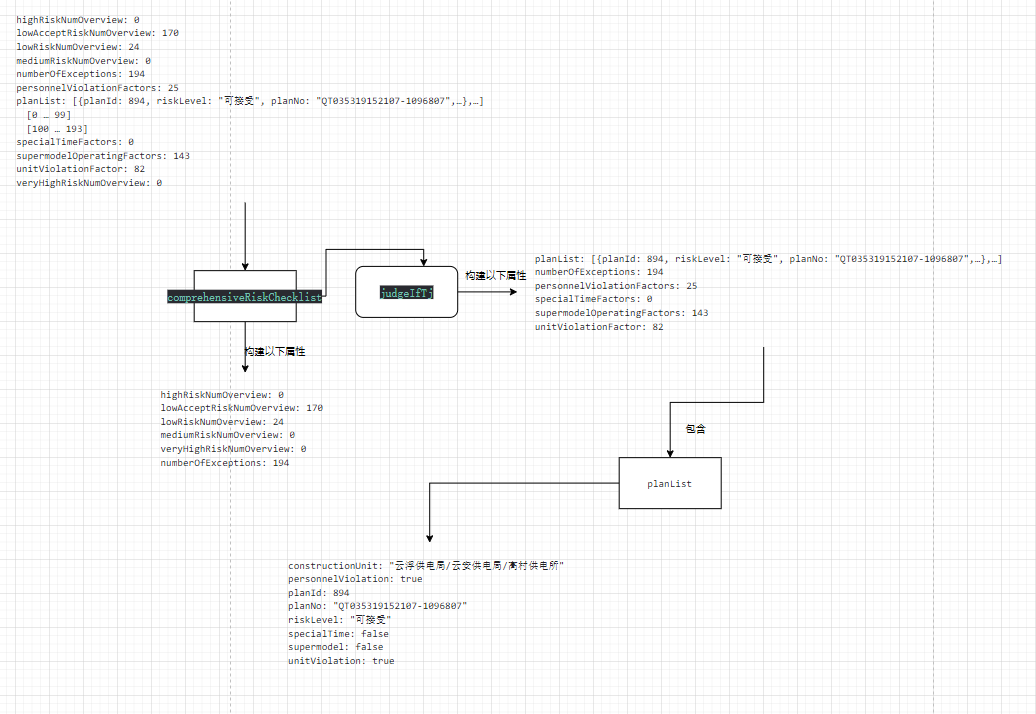 highRiskNumOverview: 0
lowAcceptRiskNumOverview: 170
lowRiskNumOverview: 24
mediumRiskNumOverview: 0
numberOfExceptions: 194
personnelViolationFactors: 25
planList: [{planId: 894, riskLevel: "可接受", planNo: "QT035319152107-1096807",…},…]
[0 … 99]
[100 … 193]
specialTimeFactors: 0
supermodelOperatingFactors: 143
unitViolationFactor: 82
veryHighRiskNumOverview: 0
comprehensiveRiskChecklist
judgeIfTj
构建以下属性
planList: [{planId: 894, riskLevel: "可接受", planNo: "QT035319152107-1096807",…},…]
numberOfExceptions: 194
personnelViolationFactors: 25
specialTimeFactors: 0
supermodelOperatingFactors: 143
unitViolationFactor: 82
构建以下属性
highRiskNumOverview: 0
lowAcceptRiskNumOverview: 170
lowRiskNumOverview: 24
mediumRiskNumOverview: 0
veryHighRiskNumOverview: 0
numberOfExceptions: 194
包含
planList
constructionUnit: "云浮供电局/云安供电局/高村供电所"
personnelViolation: true
planId: 894
planNo: "QT035319152107-1096807"
riskLevel: "可接受"
specialTime: false
supermodel: false
unitViolation: true